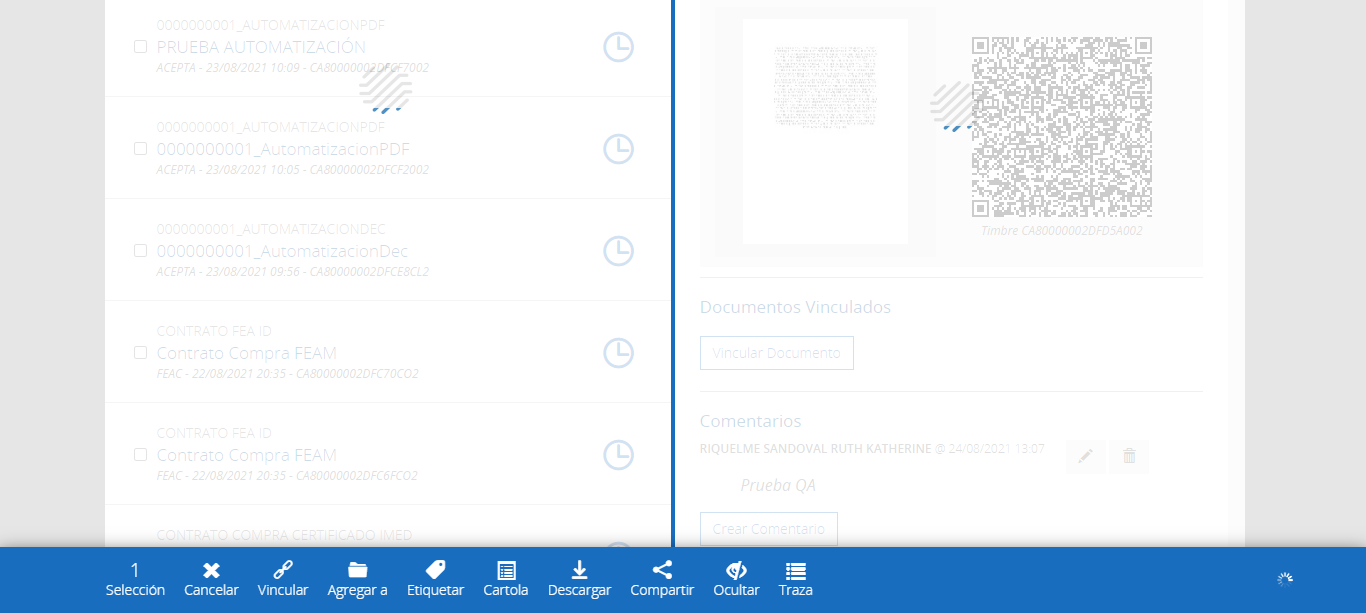 0000000001_AUTOMATIZACIONPDF
PRUEBA AUTOMATIZACIÓN
ACEPTA - 23/08/2021 10:09 - CA80000002DFCF7002
0000000001_AUTOMATIZACIONPDF
0000000001_AutomatizacionPDF
ACEPTA - 23/08/2021 10:05 - CA80000002DFCF2002
0000000001_AUTOMATIZACIONDEC
0000000001_AutomatizacionDec
ACEPTA - 23/08/2021 09:56 - CA80000002DFCE8CL2
CONTRATO FEA ID
Contrato Compra FEAM
FEAC - 22/08/2021 20:35 - CA80000002DFC70CO2
CONTRATO FEA ID
Contrato Compra FEAM
FEAC - 22/08/2021 20:35 - CA80000002DFC6FCO2
CONTRATO COMPRA CERTIFICADO IMED
Timbre CA80000002DFD5A002
Documentos Vinculados
Vincular Documento
Comentarios
RIQUELME SANDOVAL RUTH KATHERINE @ 24/08/2021 13:07
Prueba QA
Crear Comentario
1
Selección
Cancelar
Vincular
Agregar a
Etiquetar
Cartola
Descargar
Compartir
Ocultar
Traza